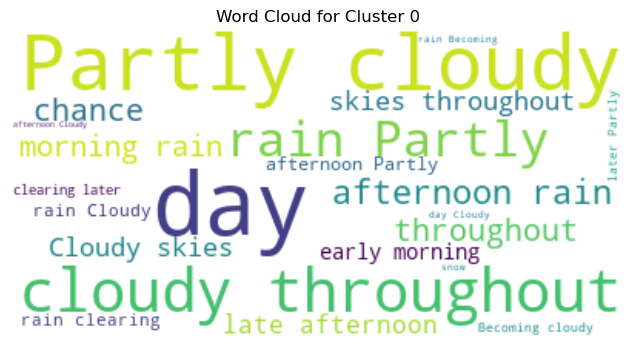 Word Cloud for Cluster 0
rain Becoming
Partly cloudy
chance
skies throughout
later Partly
afternoon Cloudy
morning rain
rain Partly
afternoon Partly
clearing later
day
afternoon rain
rain Cloudy
day Cloudy
throughout
Cloudy skies
early morning
snow
cloudy throughout
rain clearing
late afternoon
Becoming cloudy